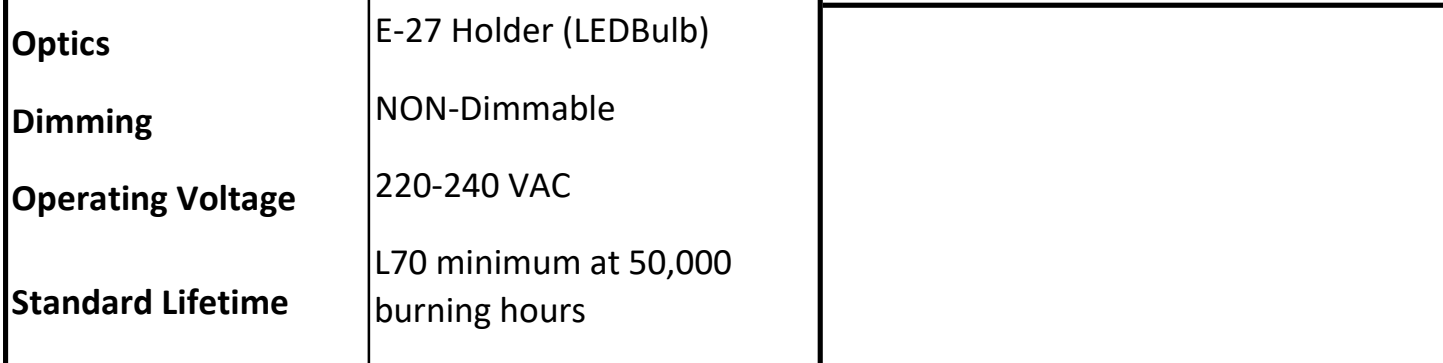 Optics
E-27 Holder (LEDBulb)
Dimming
NON-Dimmable
Operating Voltage
220-240 VAC
Standard Lifetime
L70 minimum at 50,000
burning hours